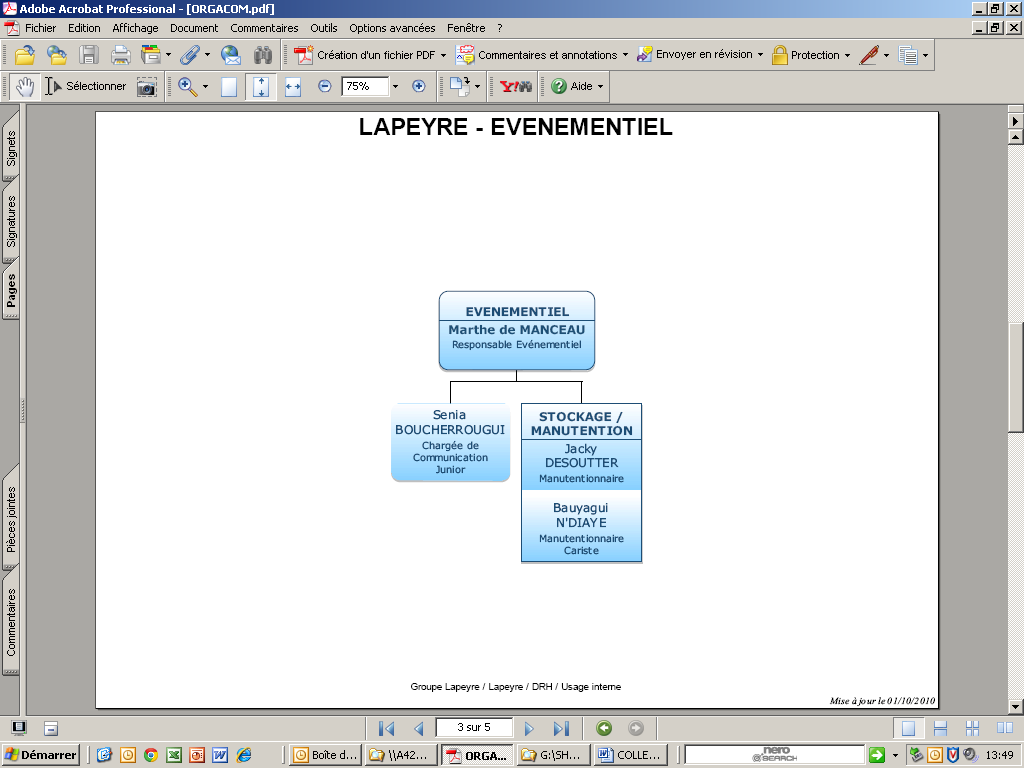 Adobe Acrobat Professional - [ORGACOM.pdf]
Fichier Edition Affichage Document Commentaires Outils Options avancées Fenêtre ?
Création d'un fichier PDF Commentaires et annotations Envoyer en révision Protection
Sélectionner 75% Y! Aide
Signets
Signatures
Pages
Pièces jointes
Commentaires
LAPEYRE - EVENEMENTIEL
EVENEMENTIEL
Marthe de MANCEAU
Responsable Evénementiel
Senia
BOUCHERROUGUI
Chargée de
Communication
Junior
STOCKAGE /
MANUTENTION
Jacky
DESOUTTER
Manutentionnaire
Bauyagui
N'DIAYE
Manutentionnaire
Cariste
Groupe Lapeyre / Lapeyre / DRH / Usage interne
Mise à jour le 01/10/2010
3 sur 5
Démarrer Boîte d... \\A42... ORGA... G:\SH... COLLE... nero SEARCH 13:49